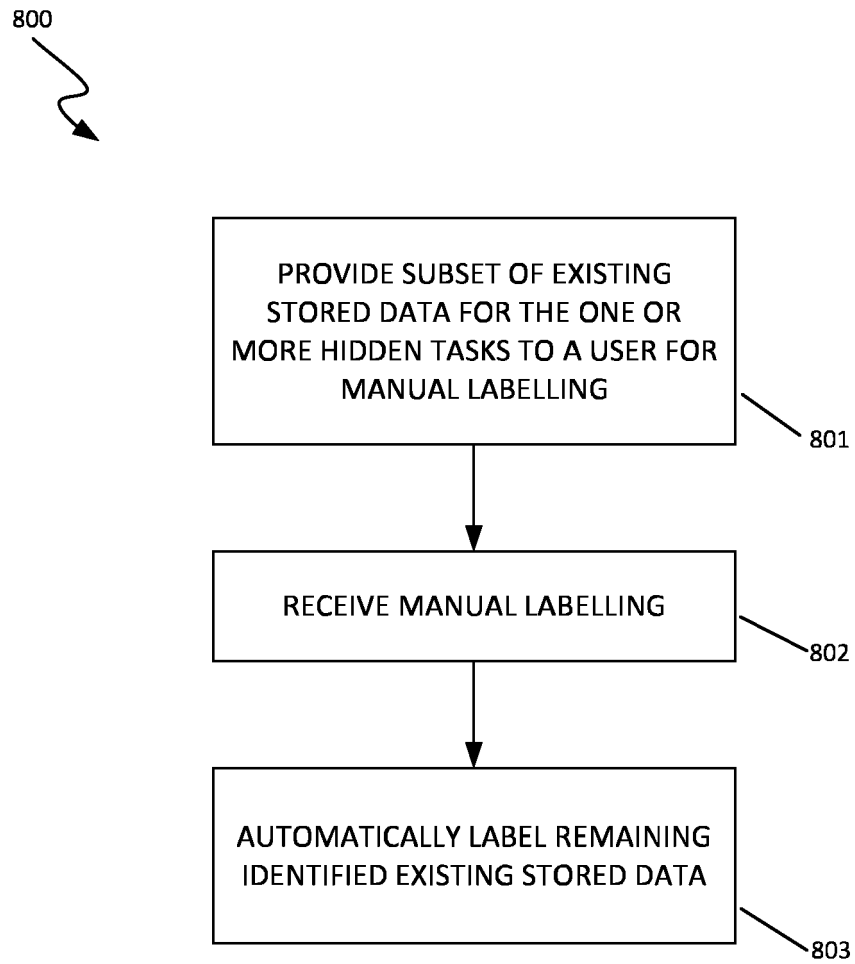 800
PROVIDE SUBSET OF EXISTING
STORED DATA FOR THE ONE OR
MORE HIDDEN TASKS TO A USER FOR
MANUAL LABELLING
801
RECEIVE MANUAL LABELLING
802
AUTOMATICALLY LABEL REMAINING
IDENTIFIED EXISTING STORED DATA
803